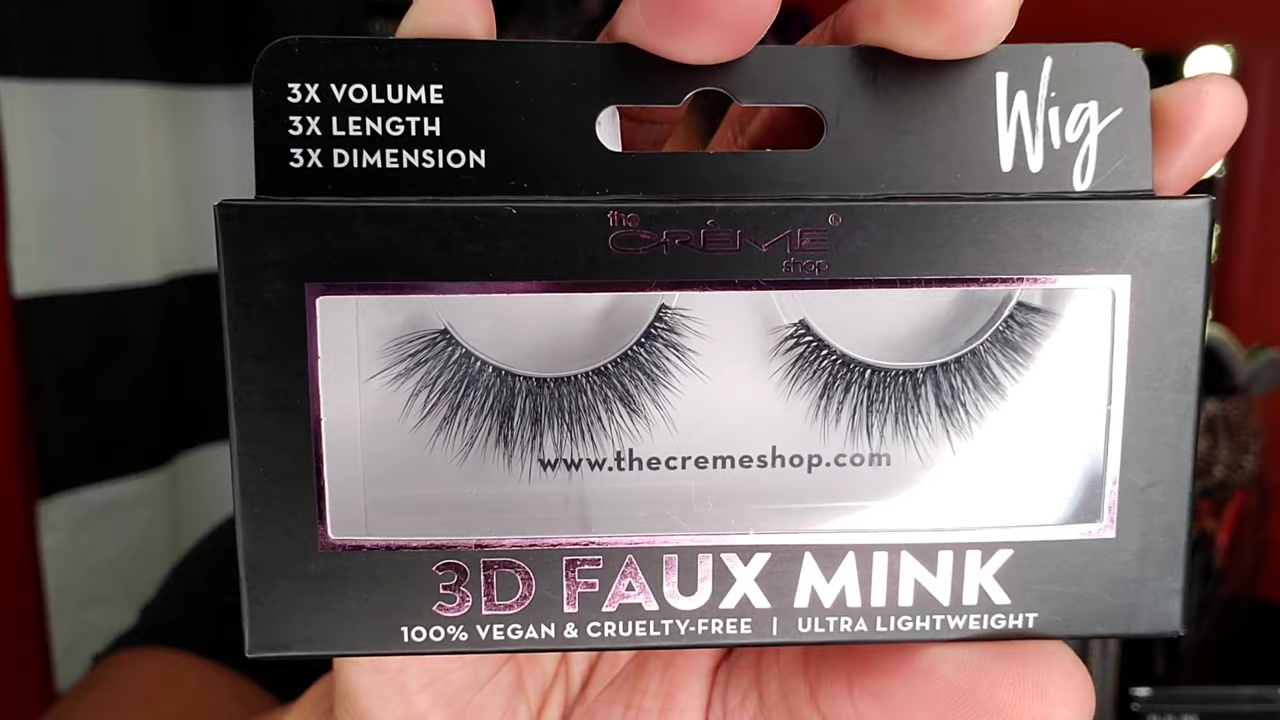 3X VOLUME
3X LENGTH
3X DIMENSION
Wig
the
CRÈME®
shop
www.thecremeshop.com
3D FAUX MINK
100% VEGAN & CRUELTY-FREE | ULTRA LIGHTWEIGHT